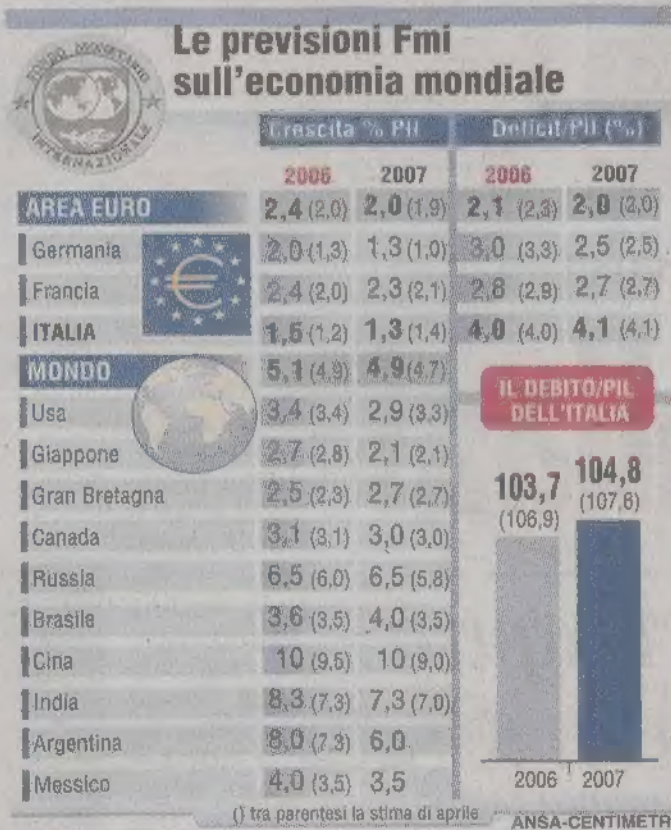 Le previsioni Fmi
sull'economia mondiale
FONDO MONETARIO
INTERNAZIONALE
Crescita % Pil Deficit/Pil (%)
2006 2007 2006 2007
AREA EURO 2,4 (2,0) 2,0 (1,9) 2,1 (2,3) 2,0 (2,0)
Germania 2,0 (1,3) 1,3 (1,0) 3,0 (3,3) 2,5 (2,5)
€
Francia 2,4 (2,0) 2,3 (2,1) (2,9) 2,7 (2,7)
ITALIA (1,2) 1,3 (1,4) 4,0 (4,0) 4,1 (4,1)
MONDO 5,1 (4,9) 4,9 (4,7)
Usa 3,4 (3,4) 2,9 (3,3)
Giappone 2,7 (2,8) 2,1 (2,1)
Gran Bretagna 2,5 (2,3) 2,7 (2,7)
Canada 3,1 (3,1) 3,0 (3,0)
Russia 6,5 (6,0) 6,5 (5,8)
Brasile 3,6 (3,5) 4,0 (3,5)
Cina 10 (9,5) 10 (9,0)
India 8,3 (7,3) 7,3 (7,0)
Argentina 8,0 (7,3) 6,0
Messico 4,0 (3,5) 3,5
() tra parentesi la stima di aprile
IL DEBITO/PIL
DELL'ITALIA
103,7 104,8
(106,9) (107,6)
2006 2007
ANSA-CENTIMETR